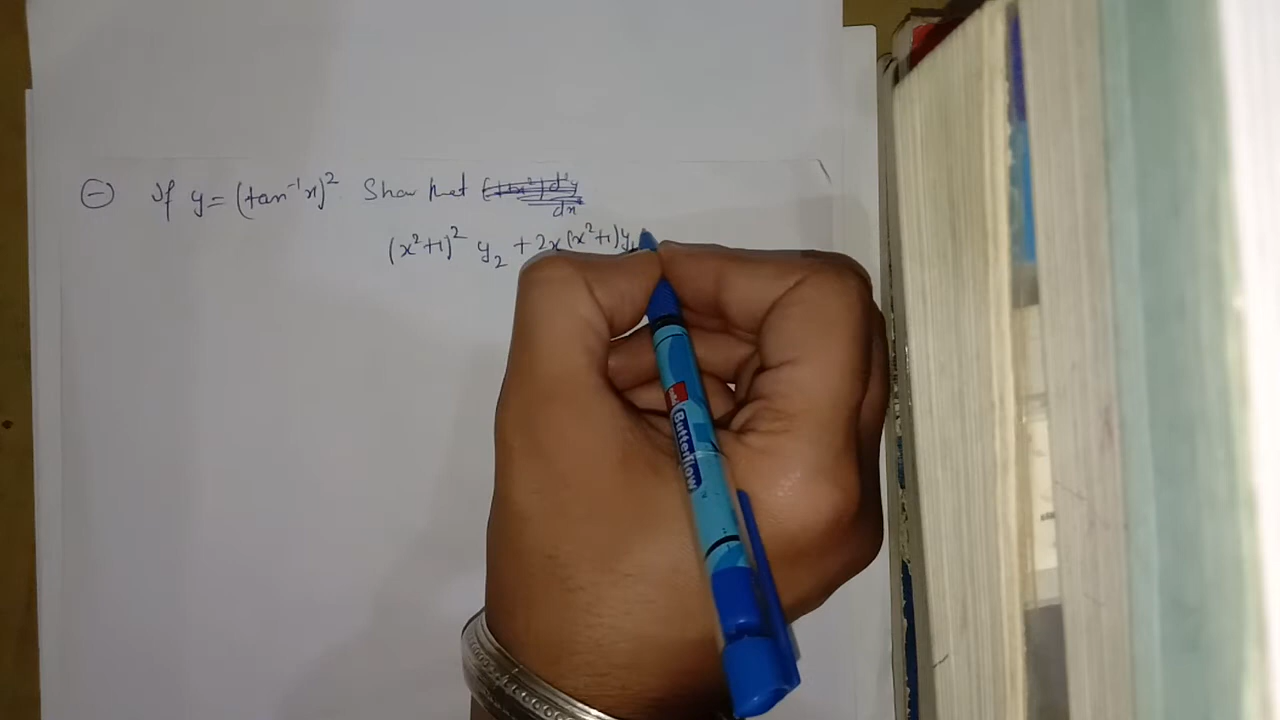 If y = (tan⁻¹x)² Show that
(x²+1)² y₂ + 2x(x²+1)y₁
Butterflow